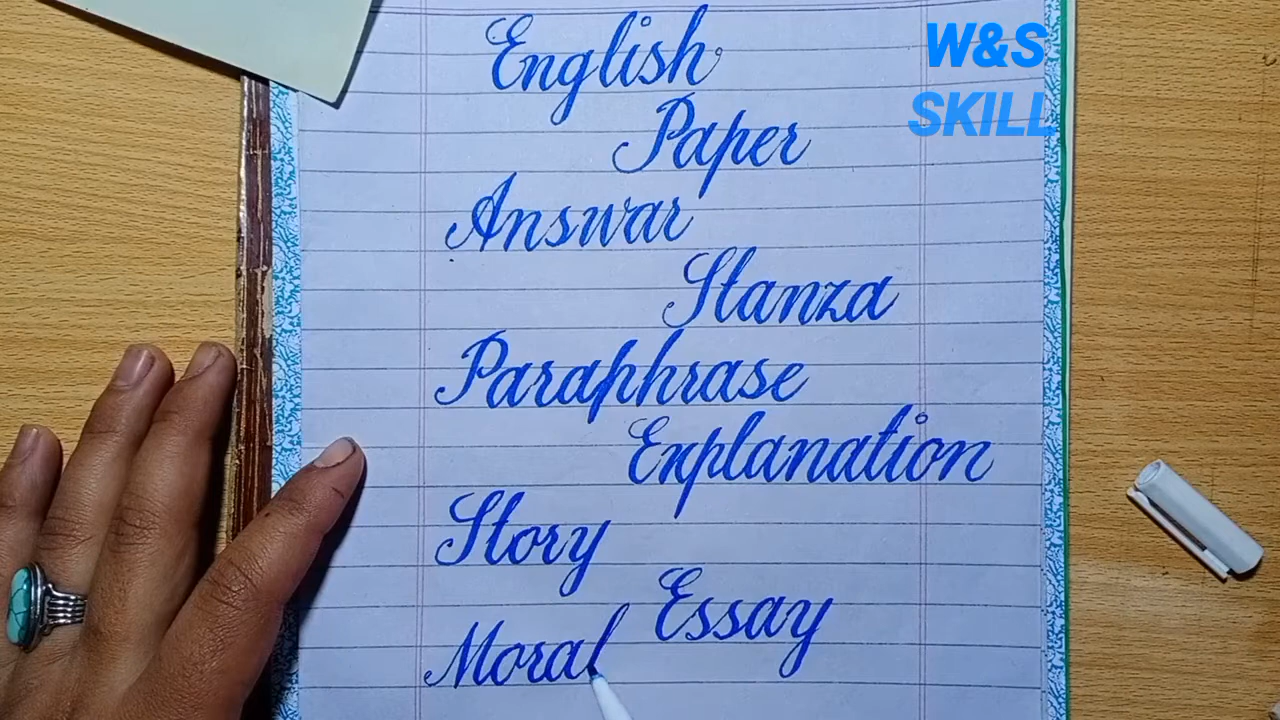 English
W&S
SKILL
Paper
Answar
Stanza
Paraphrase
Explanation
Story
Essay
Moral